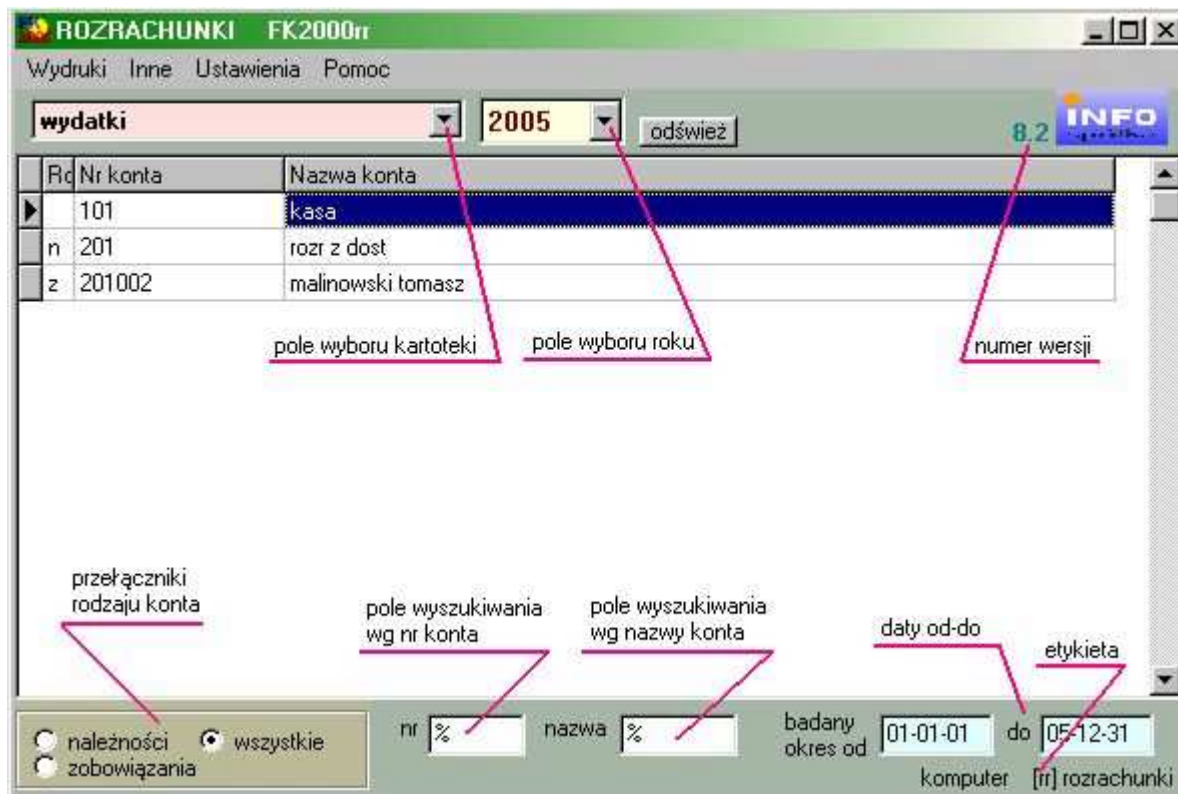 ROZRACHUNKI FK2000rr
Wydruki Inne Ustawienia Pomoc
wydatki 2005 odśwież 8.2 INFO
Ro Nr konta Nazwa konta
101 kasa
n 201 rozr z dost
z 201002 malinowski tomasz
pole wyboru kartoteki pole wyboru roku numer wersji
przełączniki
rodzaju konta
pole wyszukiwania
wg nr konta
pole wyszukiwania
wg nazwy konta
daty od-do
etykieta
należności wszystkie
zobowiązania
nr % nazwa %
badany
okres od 01-01-01 do 05-12-31
komputer [rr] rozrachunki